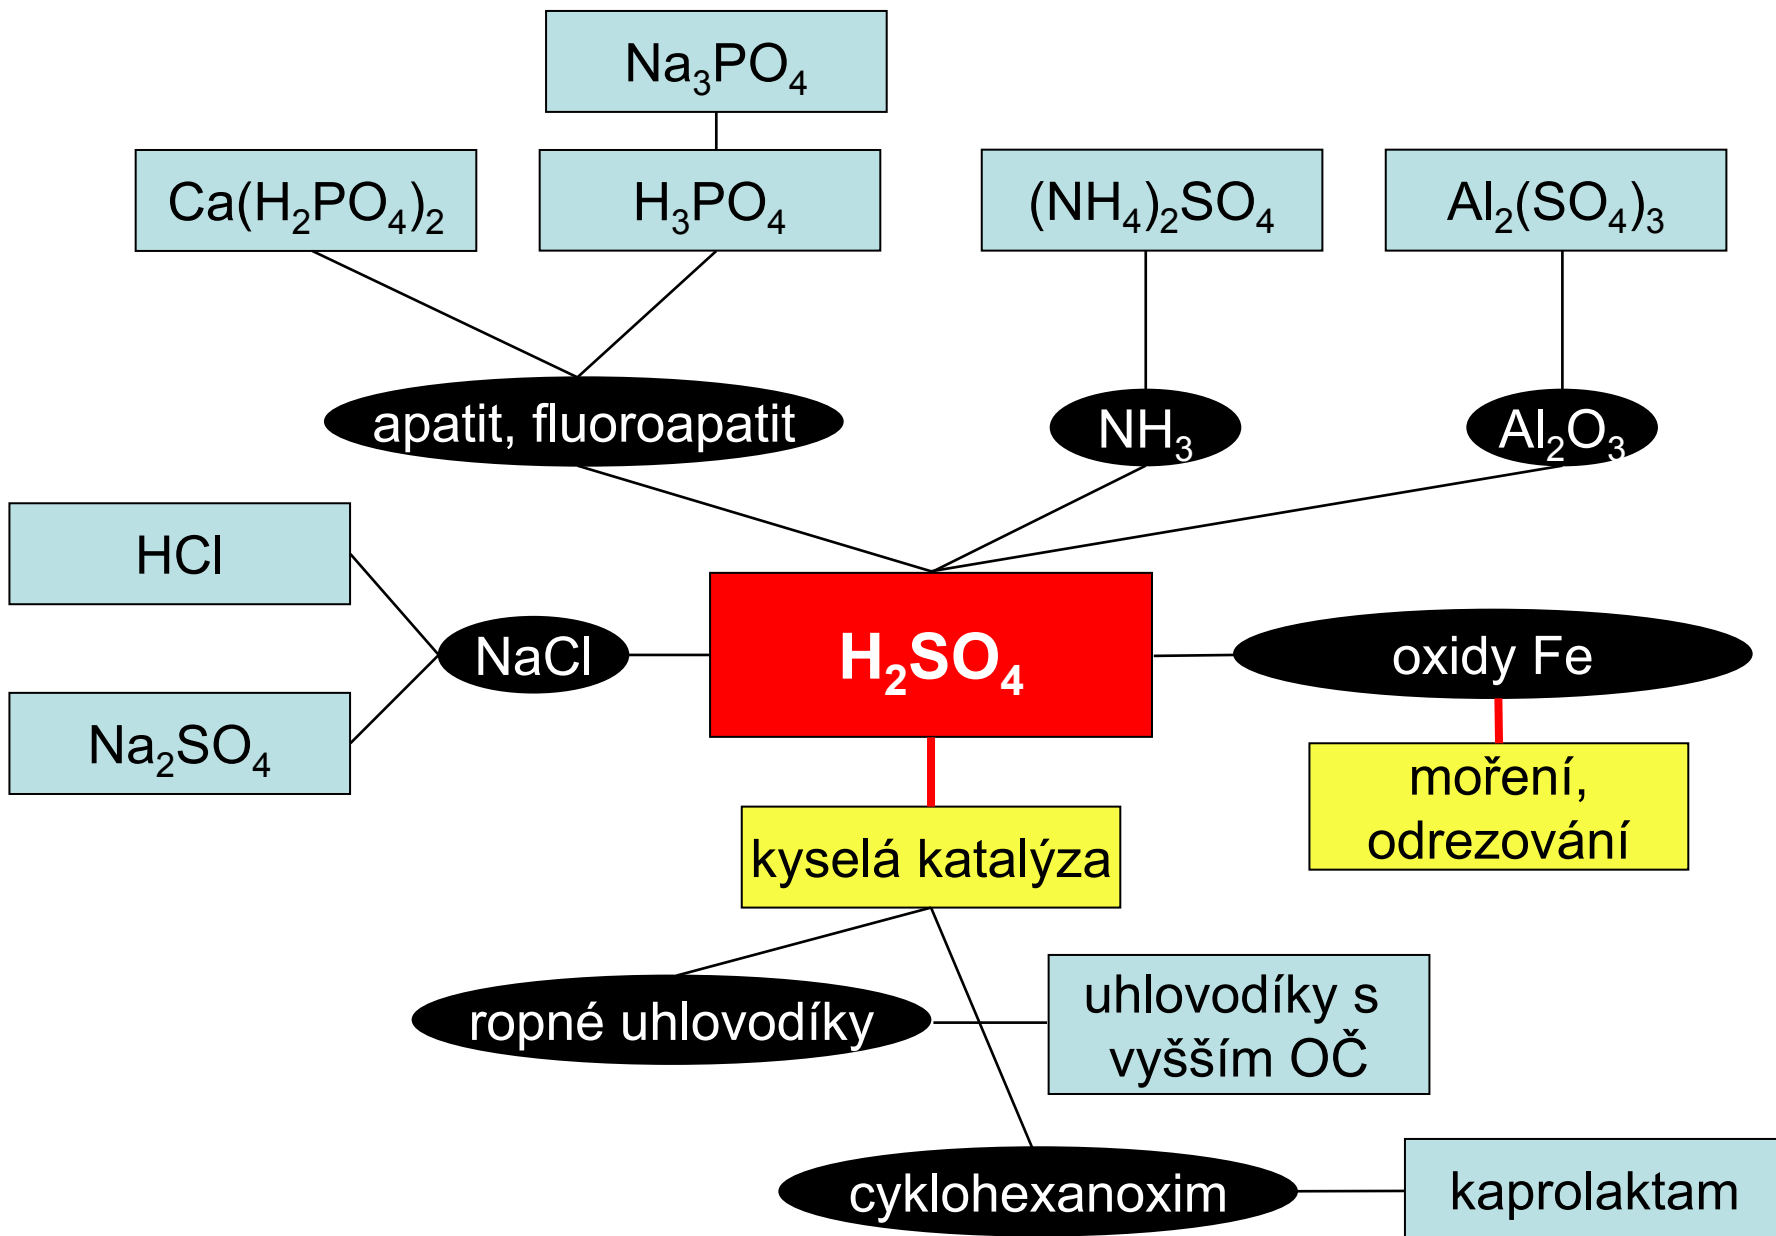 Na₃PO₄
Ca(H₂PO₄)₂
H₃PO₄
(NH₄)₂SO₄
Al₂(SO₄)₃
apatit, fluoroapatit
NH₃
Al₂O₃
HCl
NaCl
H₂SO₄
oxidy Fe
Na₂SO₄
moření,
odrezování
kyselá katalýza
ropné uhlovodíky
uhlovodíky s
vyšším OČ
cyklohexanoxim
kaprolaktam